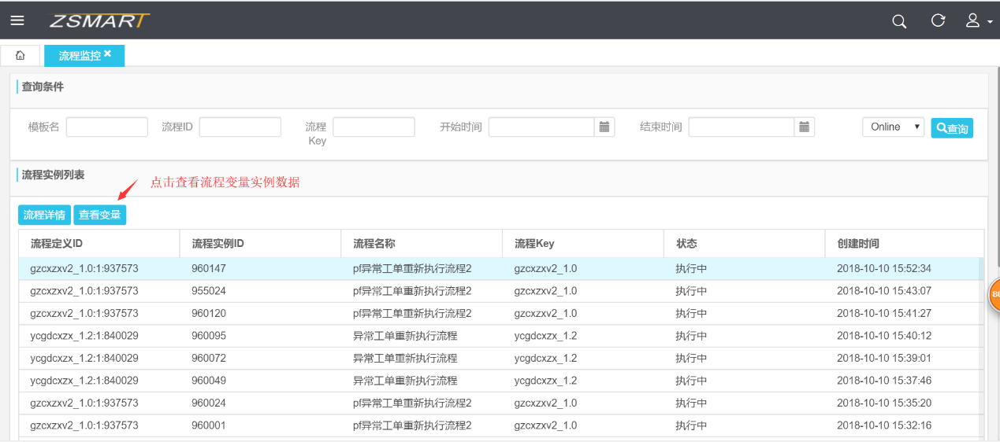 ZSMART
流程监控 ×
查询条件
模板名 流程ID 流程Key 开始时间 结束时间 Online 查询
流程实例列表
点击查看流程变量实例数据
流程详情 查看变量
流程定义ID 流程实例ID 流程名称 流程Key 状态 创建时间
gzcxzxv2_1.0:1:937573 960147 pf异常工单重新执行流程2 gzcxzxv2_1.0 执行中 2018-10-10 15:52:34
gzcxzxv2_1.0:1:937573 955024 pf异常工单重新执行流程2 gzcxzxv2_1.0 执行中 2018-10-10 15:43:07
gzcxzxv2_1.0:1:937573 960120 pf异常工单重新执行流程2 gzcxzxv2_1.0 执行中 2018-10-10 15:41:27
ycgdcxzx_1.2:1:840029 960095 异常工单重新执行流程 ycgdcxzx_1.2 执行中 2018-10-10 15:40:12
ycgdcxzx_1.2:1:840029 960072 异常工单重新执行流程 ycgdcxzx_1.2 执行中 2018-10-10 15:39:01
ycgdcxzx_1.2:1:840029 960049 异常工单重新执行流程 ycgdcxzx_1.2 执行中 2018-10-10 15:37:46
gzcxzxv2_1.0:1:937573 960024 pf异常工单重新执行流程2 gzcxzxv2_1.0 执行中 2018-10-10 15:35:20
gzcxzxv2_1.0:1:937573 960001 pf异常工单重新执行流程2 gzcxzxv2_1.0 执行中 2018-10-10 15:32:16